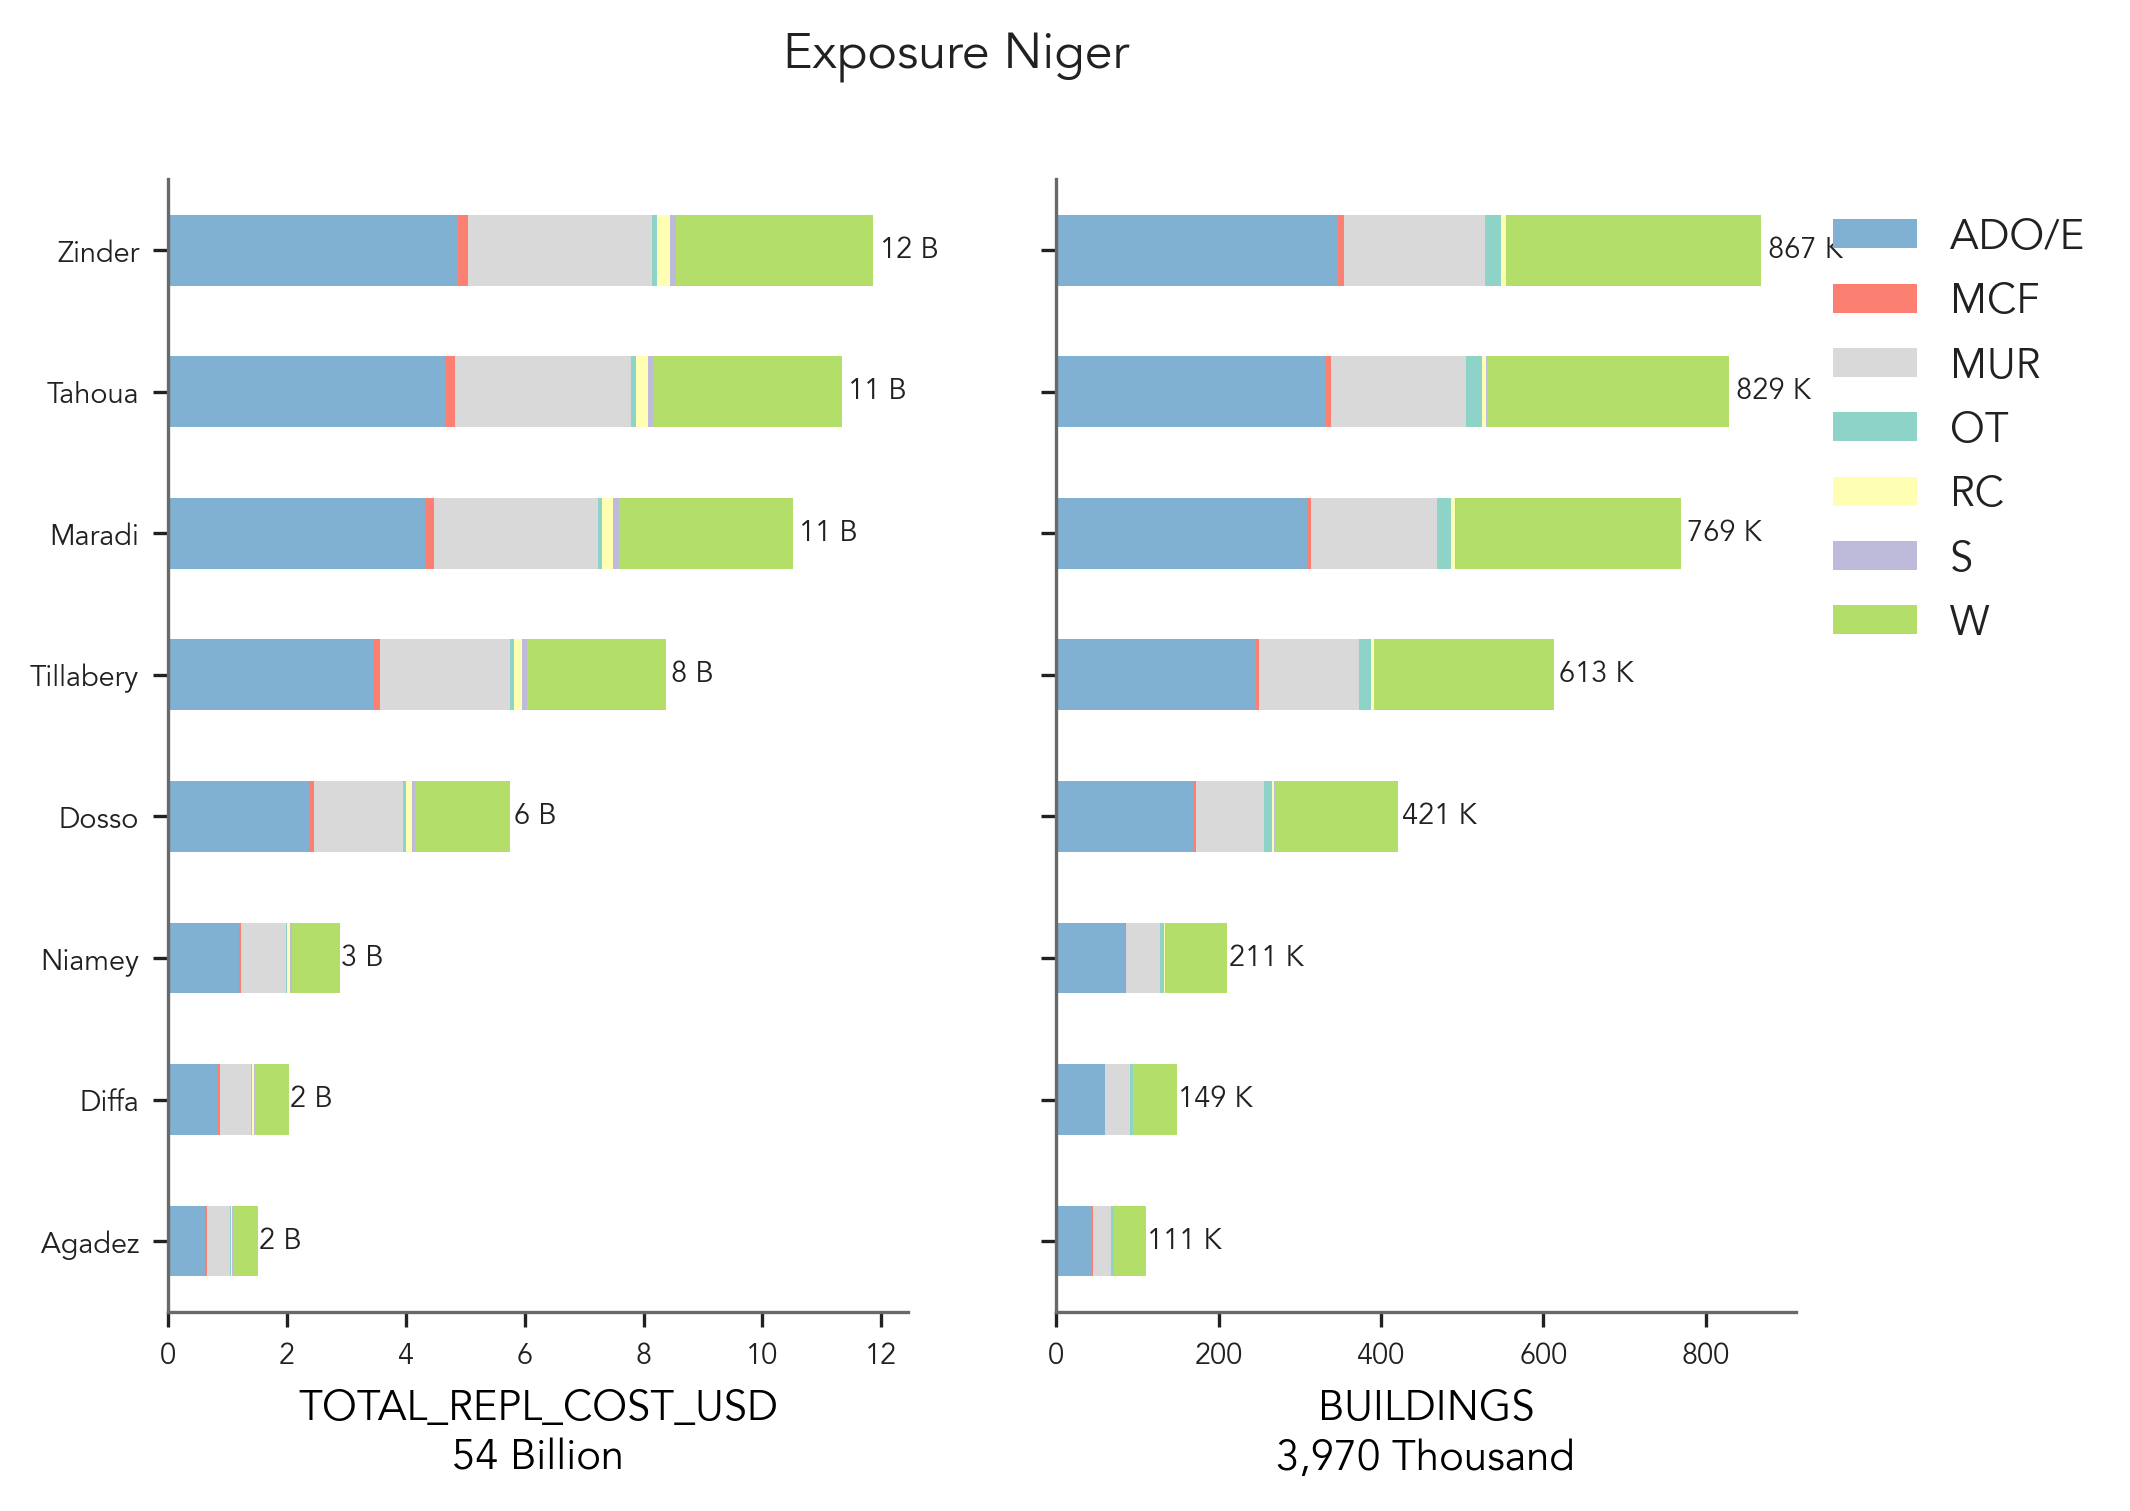 Exposure Niger
Zinder
Tahoua
Maradi
Tillabery
Dosso
Niamey
Diffa
Agadez
12 B
11 B
11 B
8 B
6 B
3 B
2 B
2 B
0 2 4 6 8 10 12
TOTAL_REPL_COST_USD
54 Billion
867 K
829 K
769 K
613 K
421 K
211 K
149 K
111 K
0 200 400 600 800
BUILDINGS
3,970 Thousand
ADO/E
MCF
MUR
OT
RC
S
W